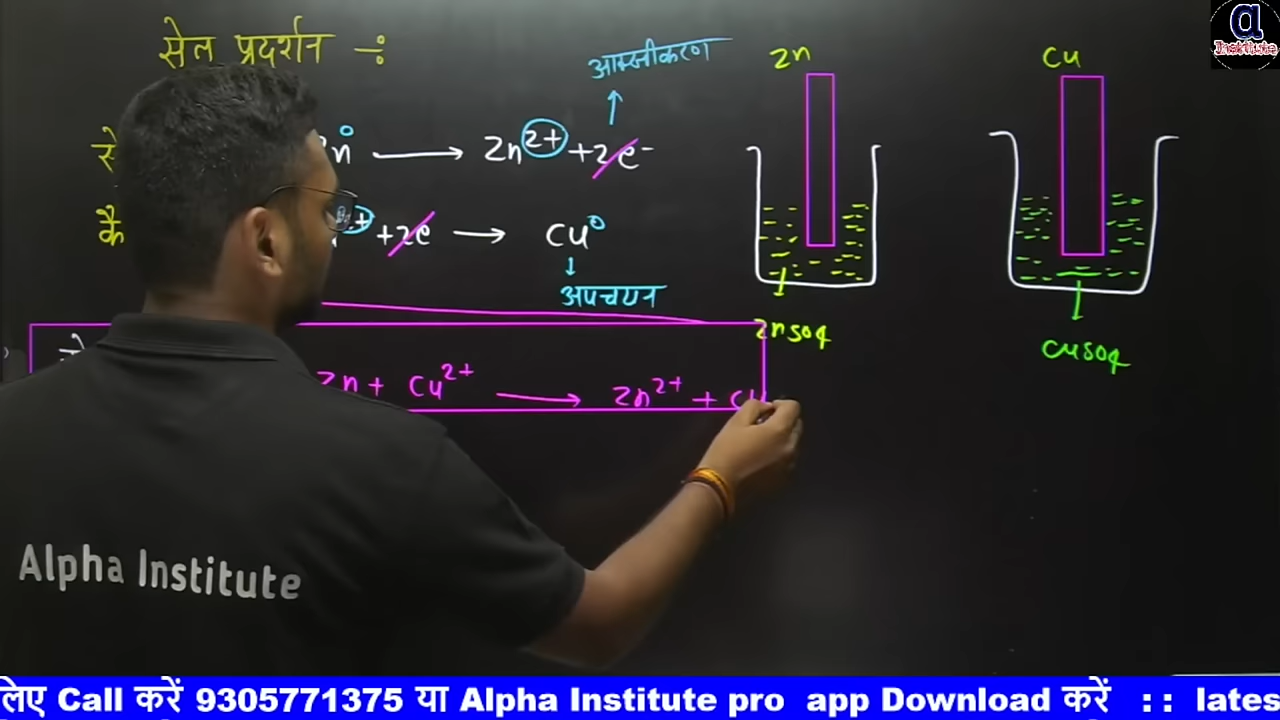 सेल प्रदर्शन ÷
आक्सीकरण
Zn
Cu
α
Institute
n° ⟶ Zn²⁺ + 2e⁻
+ 2e ⟶ Cu°
अपचयन
ZnSO4
CuSO4
Zn + Cu²⁺ ⟶ Zn²⁺ + Cu
Alpha Institute
लिए Call करें 9305771375 या Alpha Institute pro app Download करें :: lates